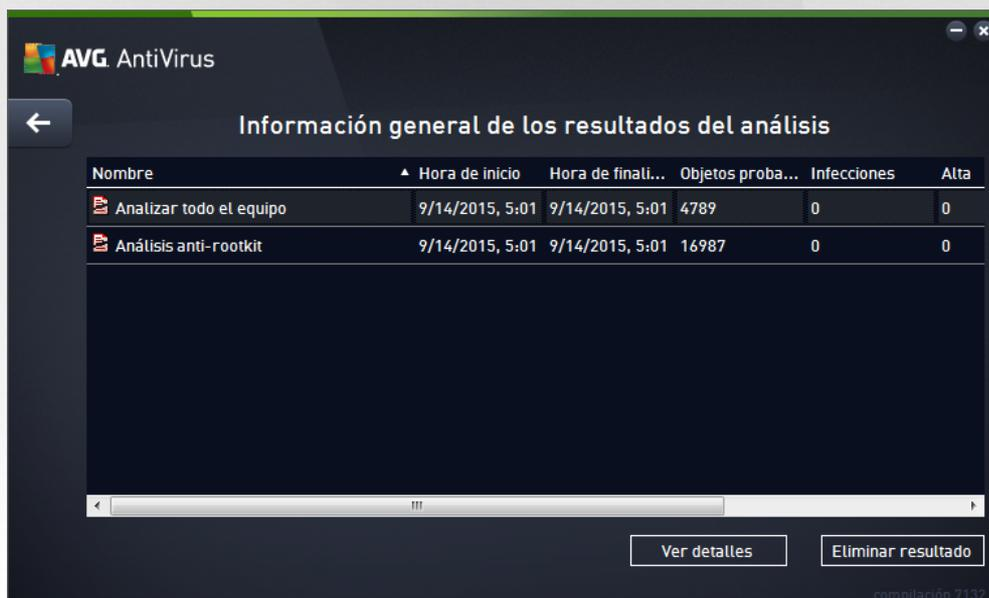 AVG. AntiVirus
Información general de los resultados del análisis
Nombre Hora de inicio Hora de finali... Objetos proba... Infecciones Alta
Analizar todo el equipo 9/14/2015, 5:01 9/14/2015, 5:01 4789 0 0
Análisis anti-rootkit 9/14/2015, 5:01 9/14/2015, 5:01 16987 0 0
Ver detalles Eliminar resultado
compilación 7132